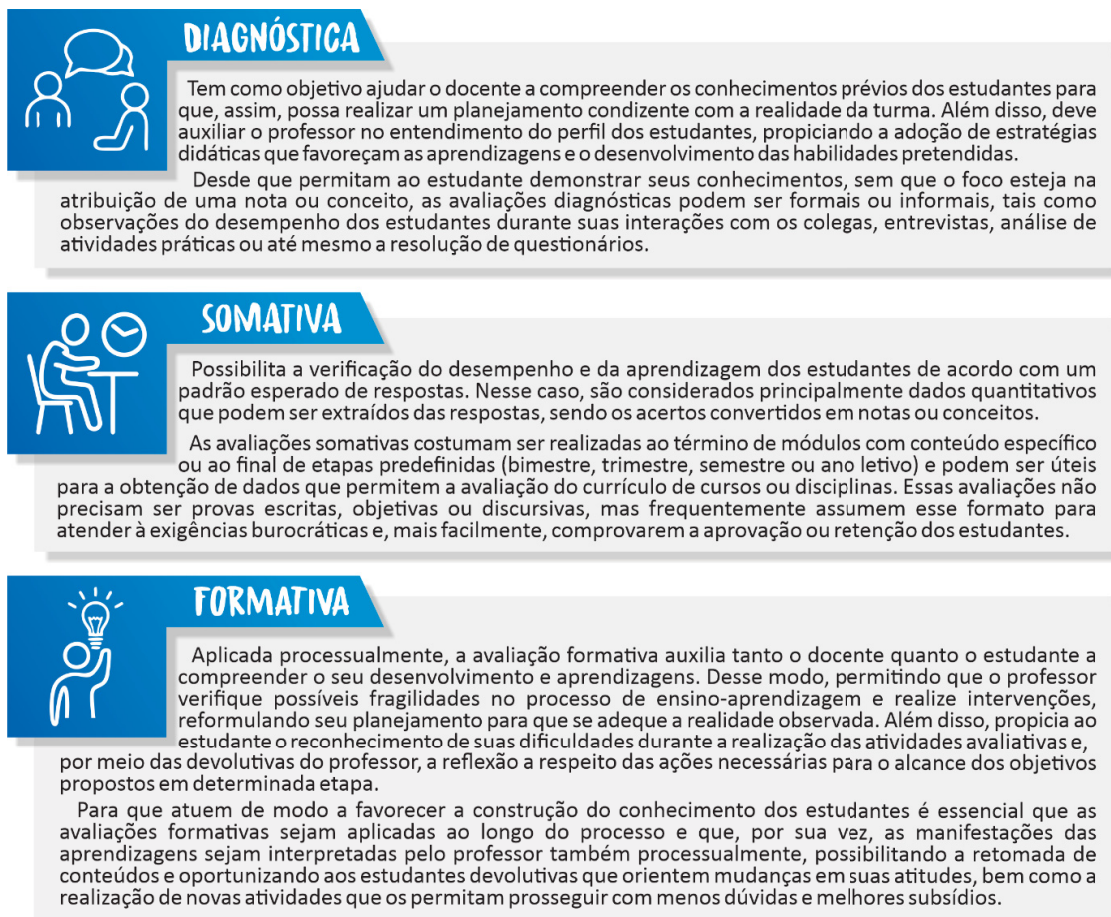 DIAGNÓSTICA
Tem como objetivo ajudar o docente a compreender os conhecimentos prévios dos estudantes para
que, assim, possa realizar um planejamento condizente com a realidade da turma. Além disso, deve
auxiliar o professor no entendimento do perfil dos estudantes, propiciando a adoção de estratégias
didáticas que favoreçam as aprendizagens e o desenvolvimento das habilidades pretendidas.
Desde que permitam ao estudante demonstrar seus conhecimentos, sem que o foco esteja na
atribuição de uma nota ou conceito, as avaliações diagnósticas podem ser formais ou informais, tais como
observações do desempenho dos estudantes durante suas interações com os colegas, entrevistas, análise de
atividades práticas ou até mesmo a resolução de questionários.
SOMATIVA
Possibilita a verificação do desempenho e da aprendizagem dos estudantes de acordo com um
padrão esperado de respostas. Nesse caso, são considerados principalmente dados quantitativos
que podem ser extraídos das respostas, sendo os acertos convertidos em notas ou conceitos.
As avaliações somativas costumam ser realizadas ao término de módulos com conteúdo específico
ou ao final de etapas predefinidas (bimestre, trimestre, semestre ou ano letivo) e podem ser úteis
para a obtenção de dados que permitem a avaliação do currículo de cursos ou disciplinas. Essas avaliações não
precisam ser provas escritas, objetivas ou discursivas, mas frequentemente assumem esse formato para
atender à exigências burocráticas e, mais facilmente, comprovarem a aprovação ou retenção dos estudantes.
FORMATIVA
Aplicada processualmente, a avaliação formativa auxilia tanto o docente quanto o estudante a
compreender o seu desenvolvimento e aprendizagens. Desse modo, permitindo que o professor
verifique possíveis fragilidades no processo de ensino-aprendizagem e realize intervenções,
reformulando seu planejamento para que se adeque a realidade observada. Além disso, propicia ao
estudante o reconhecimento de suas dificuldades durante a realização das atividades avaliativas e,
por meio das devolutivas do professor, a reflexão a respeito das ações necessárias para o alcance dos objetivos
propostos em determinada etapa.
Para que atuem de modo a favorecer a construção do conhecimento dos estudantes é essencial que as
avaliações formativas sejam aplicadas ao longo do processo e que, por sua vez, as manifestações das
aprendizagens sejam interpretadas pelo professor também processualmente, possibilitando a retomada de
conteúdos e oportunizando aos estudantes devolutivas que orientem mudanças em suas atitudes, bem como a
realização de novas atividades que os permitam prosseguir com menos dúvidas e melhores subsídios.